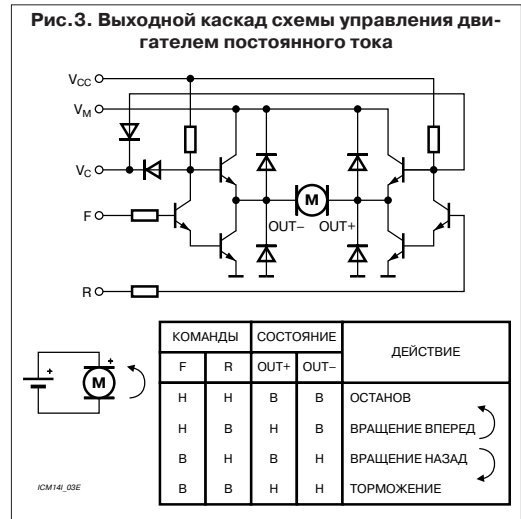 Рис.3. Выходной каскад схемы управления дви-
гателем постоянного тока
VCC
VM
VC
F
R
M
OUT– OUT+
+ M +
КОМАНДЫ СОСТОЯНИЕ ДЕЙСТВИЕ
F R OUT+ OUT–
Н Н В В ОСТАНОВ
Н В Н В ВРАЩЕНИЕ ВПЕРЕД
В Н В Н ВРАЩЕНИЕ НАЗАД
В В Н Н ТОРМОЖЕНИЕ
ICM14I_03E